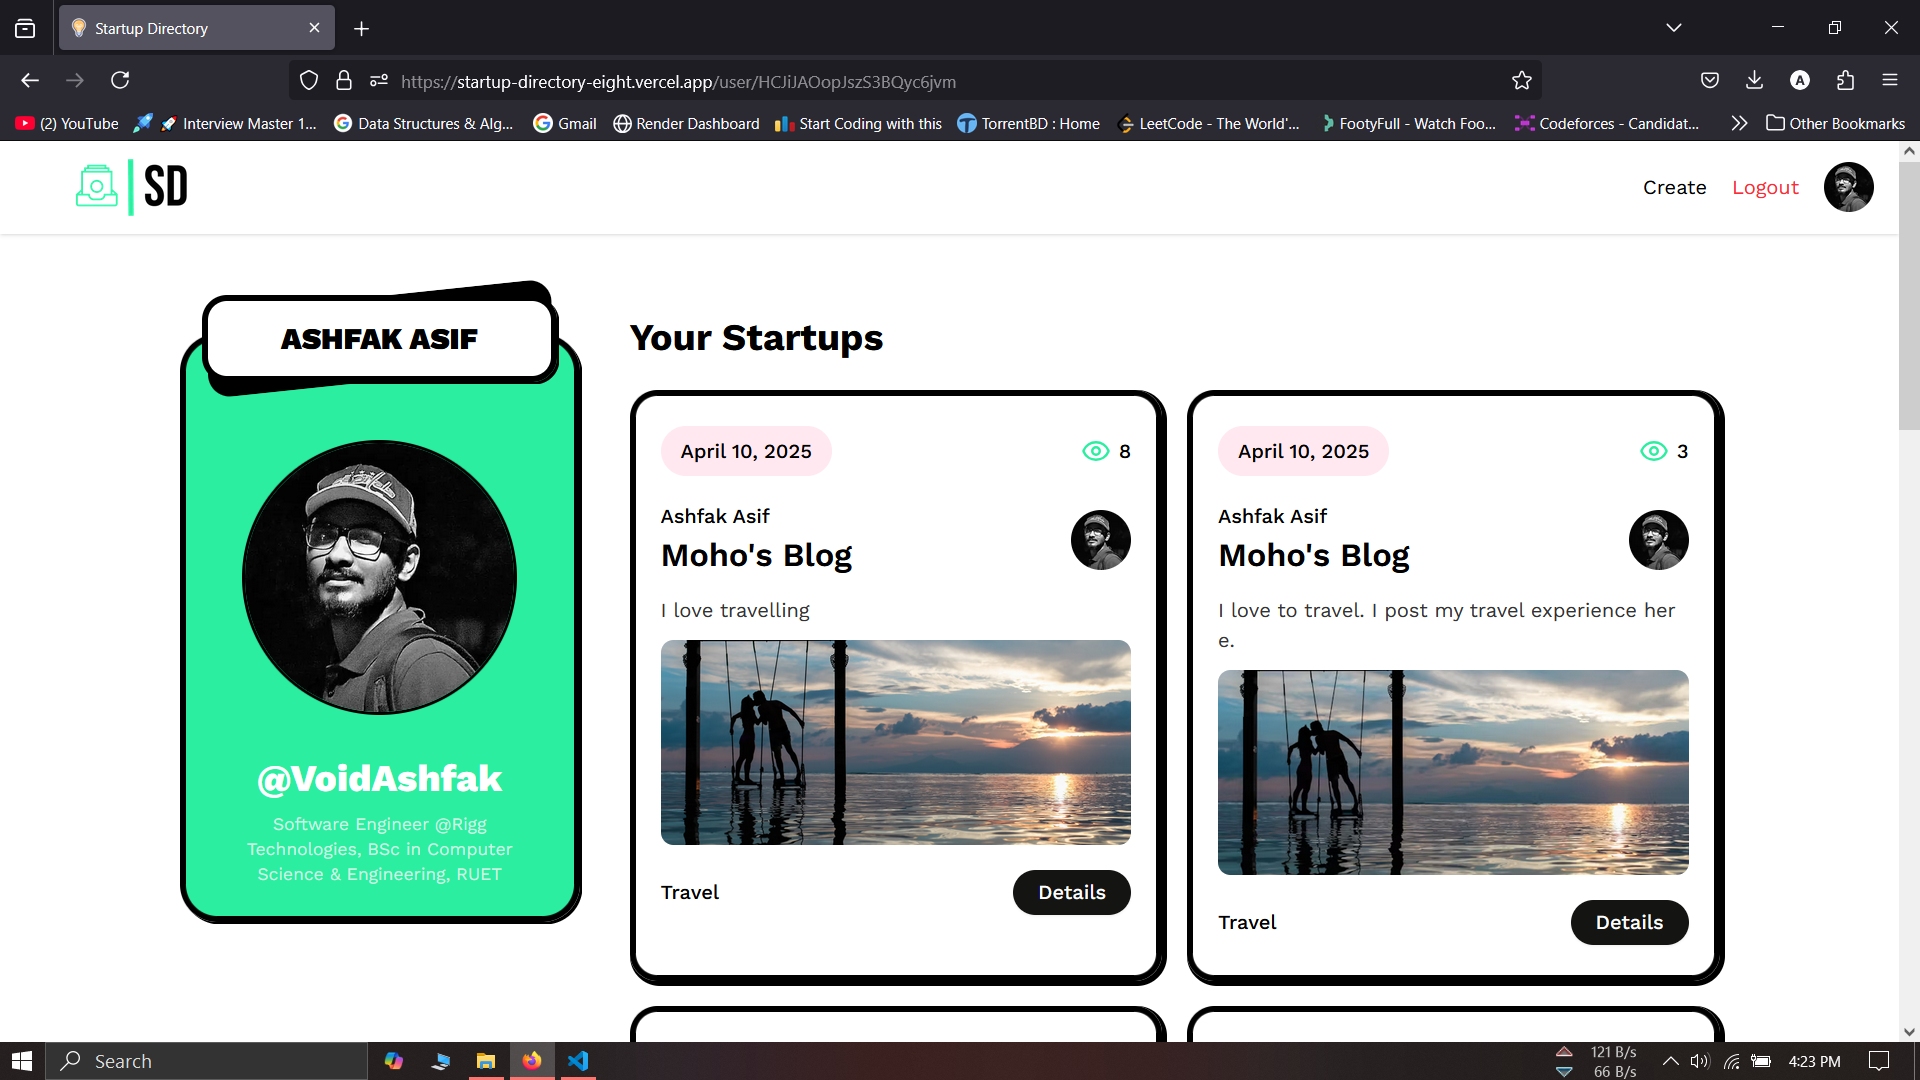 Startup Directory
https://startup-directory-eight.vercel.app/user/HCJiJAOopJszS3BQyc6jvm
A
(2) YouTube
Interview Master 1...
Data Structures & Alg...
Gmail
Render Dashboard
Start Coding with this
TorrentBD : Home
LeetCode - The World'...
FootyFull - Watch Foo...
Codeforces - Candidat...
Other Bookmarks
SD
Create
Logout
ASHFAK ASIF
@VoidAshfak
Software Engineer @Rigg
Technologies, BSc in Computer
Science & Engineering, RUET
Your Startups
April 10, 2025
8
Ashfak Asif
Moho's Blog
I love travelling
Travel
Details
April 10, 2025
3
Ashfak Asif
Moho's Blog
I love to travel. I post my travel experience her
e.
Travel
Details
Search
121 B/s
66 B/s
4:23 PM